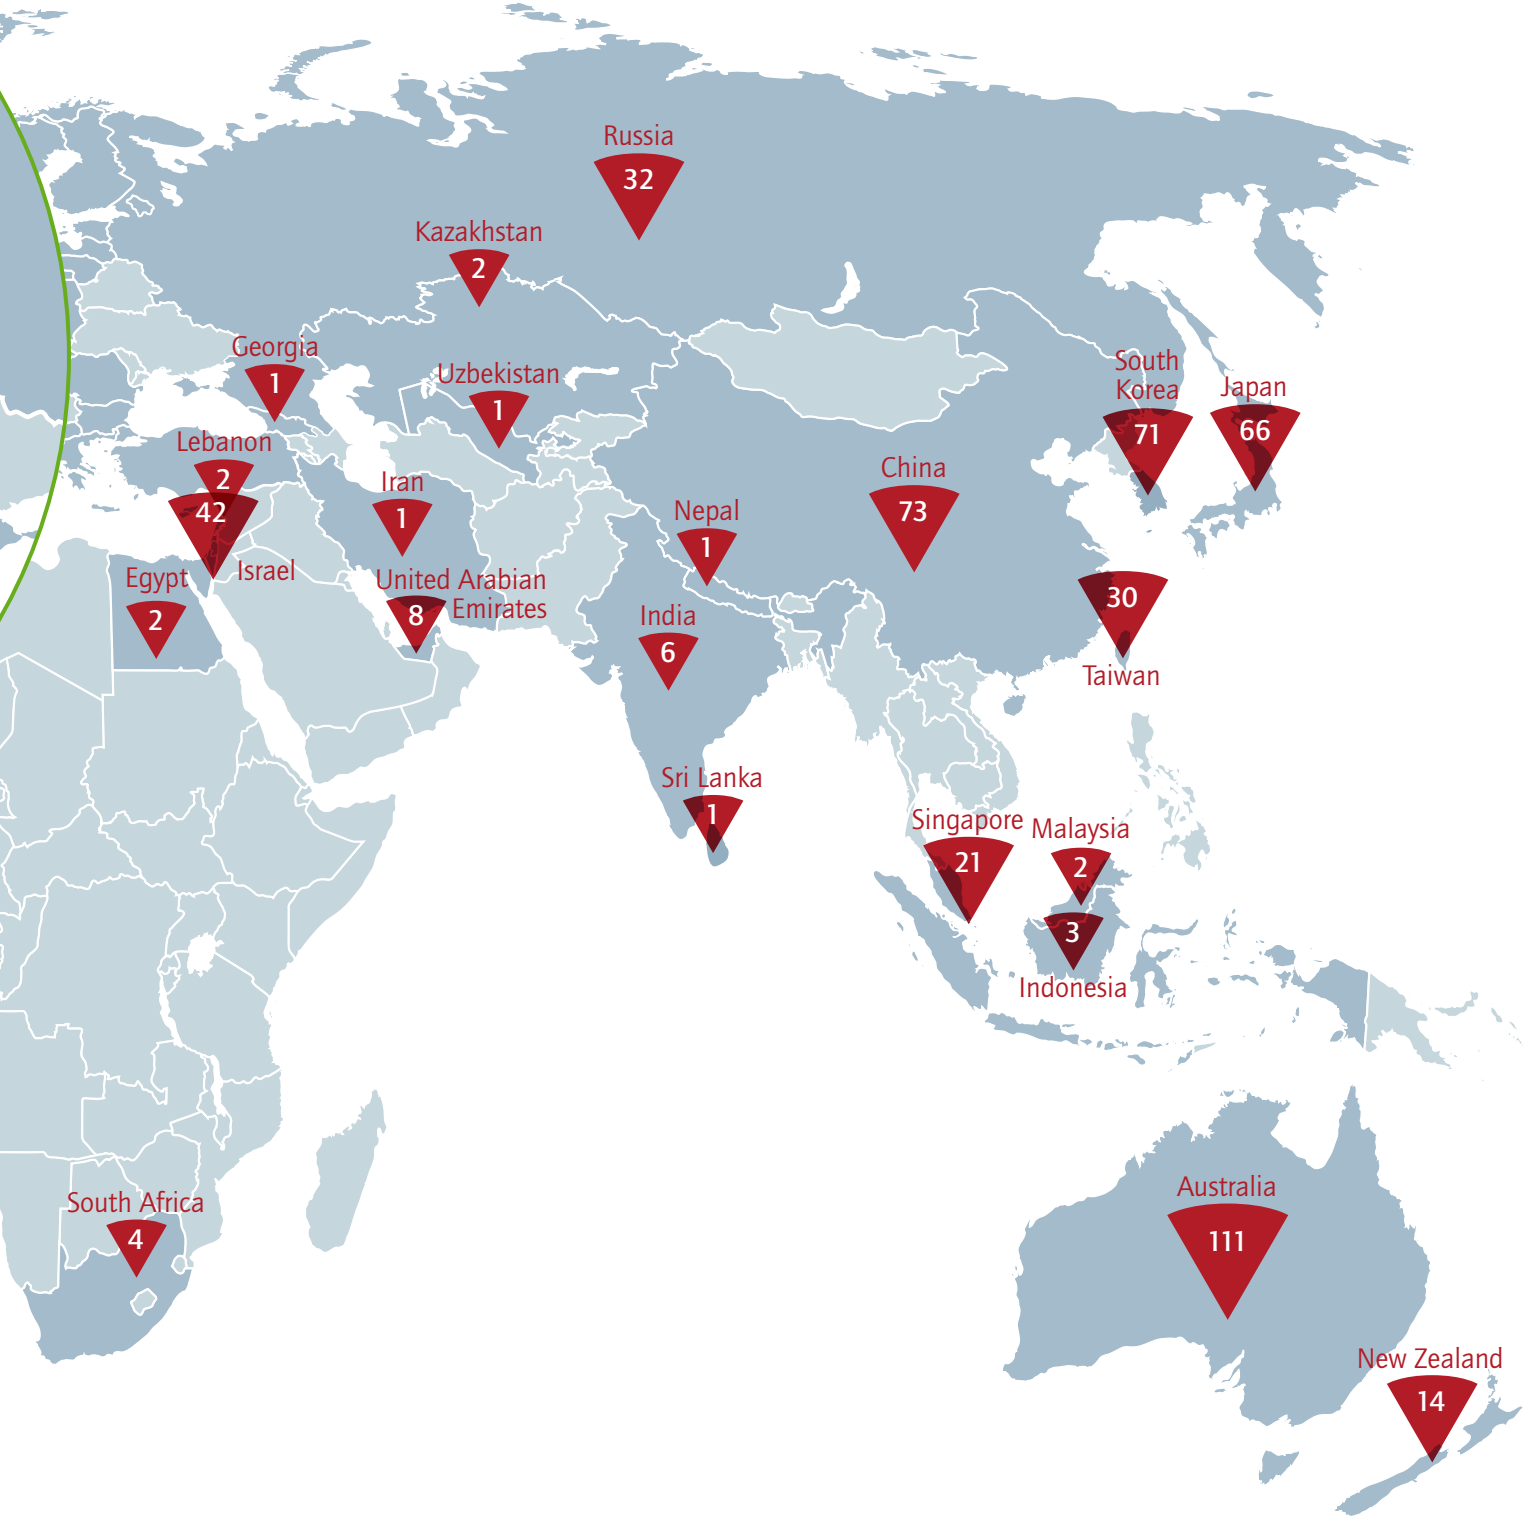 Russia
32
Kazakhstan
2
Georgia
1
Uzbekistan
1
South
Korea
71
Japan
66
Lebanon
2
42
Israel
Iran
1
China
73
Nepal
1
Egypt
2
United Arabian
Emirates
8
India
6
30
Taiwan
Sri Lanka
1
Singapore
21
Malaysia
2
3
Indonesia
South Africa
4
Australia
111
New Zealand
14